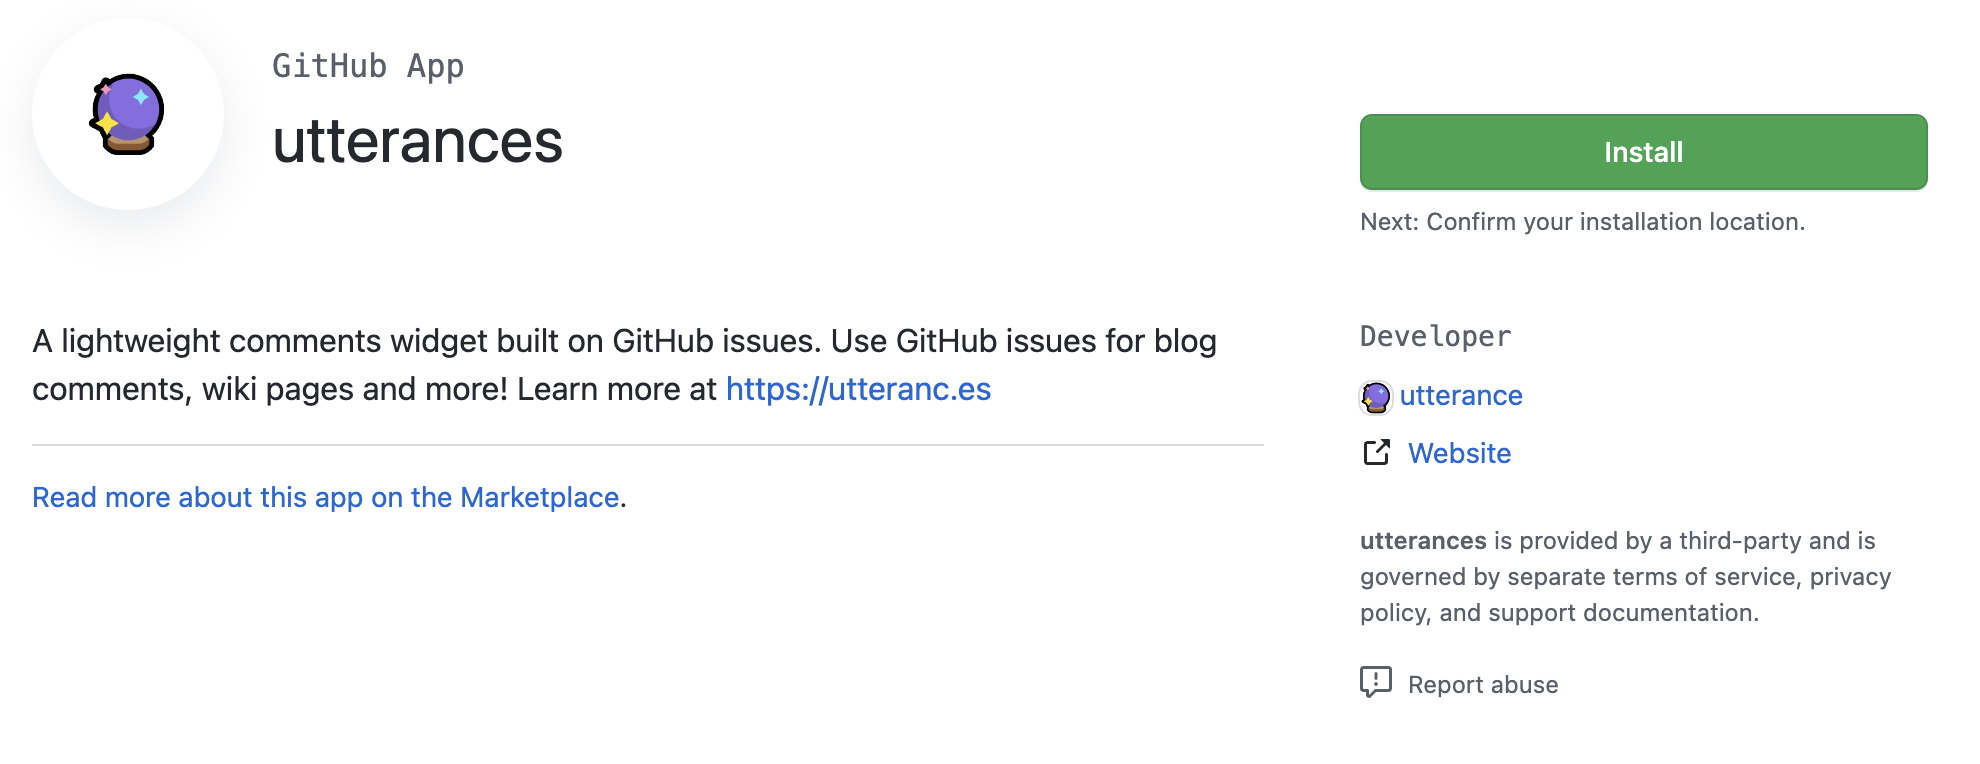 GitHub App
utterances
Install
Next: Confirm your installation location.
A lightweight comments widget built on GitHub issues. Use GitHub issues for blog
comments, wiki pages and more! Learn more at https://utteranc.es
Read more about this app on the Marketplace.
Developer
utterance
Website
utterances is provided by a third-party and is
governed by separate terms of service, privacy
policy, and support documentation.
Report abuse